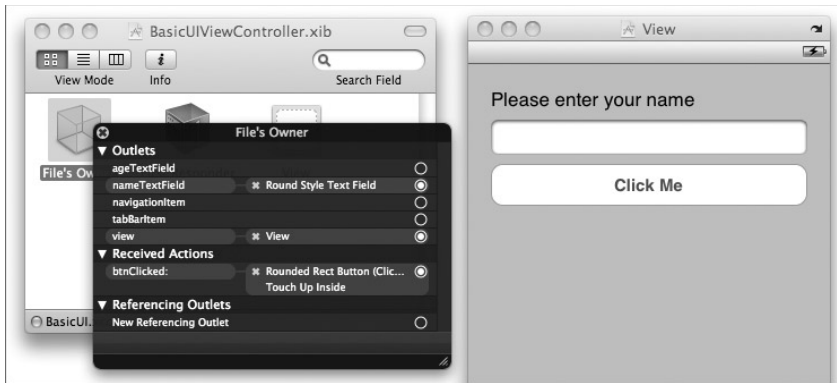 BasicUIViewController.xib
View Mode
Info
Search Field
File's Ow
File's Owner
Outlets
ageTextField
nameTextField
Round Style Text Field
navigationItem
tabBarItem
view
View
Received Actions
btnClicked:
Rounded Rect Button (Clic...
Touch Up Inside
Referencing Outlets
New Referencing Outlet
BasicUI.
View
Please enter your name
Click Me